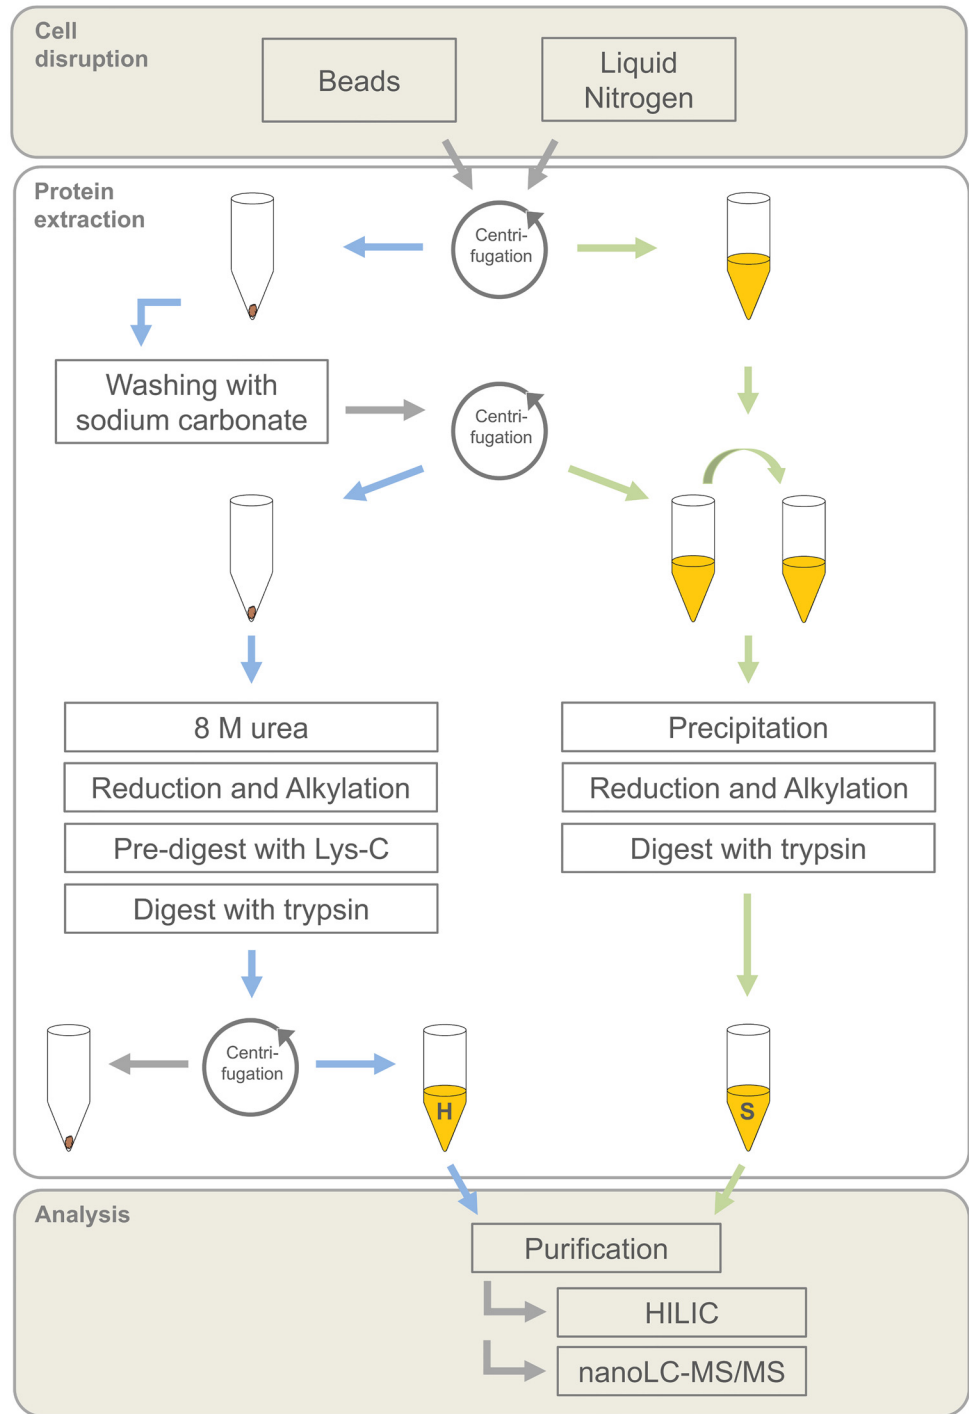 Cell
disruption
Beads
Liquid
Nitrogen
Protein
extraction
Centri-
fugation
Washing with
sodium carbonate
Centri-
fugation
8 M urea
Reduction and Alkylation
Pre-digest with Lys-C
Digest with trypsin
Precipitation
Reduction and Alkylation
Digest with trypsin
Centri-
fugation
H
S
Analysis
Purification
HILIC
nanoLC-MS/MS